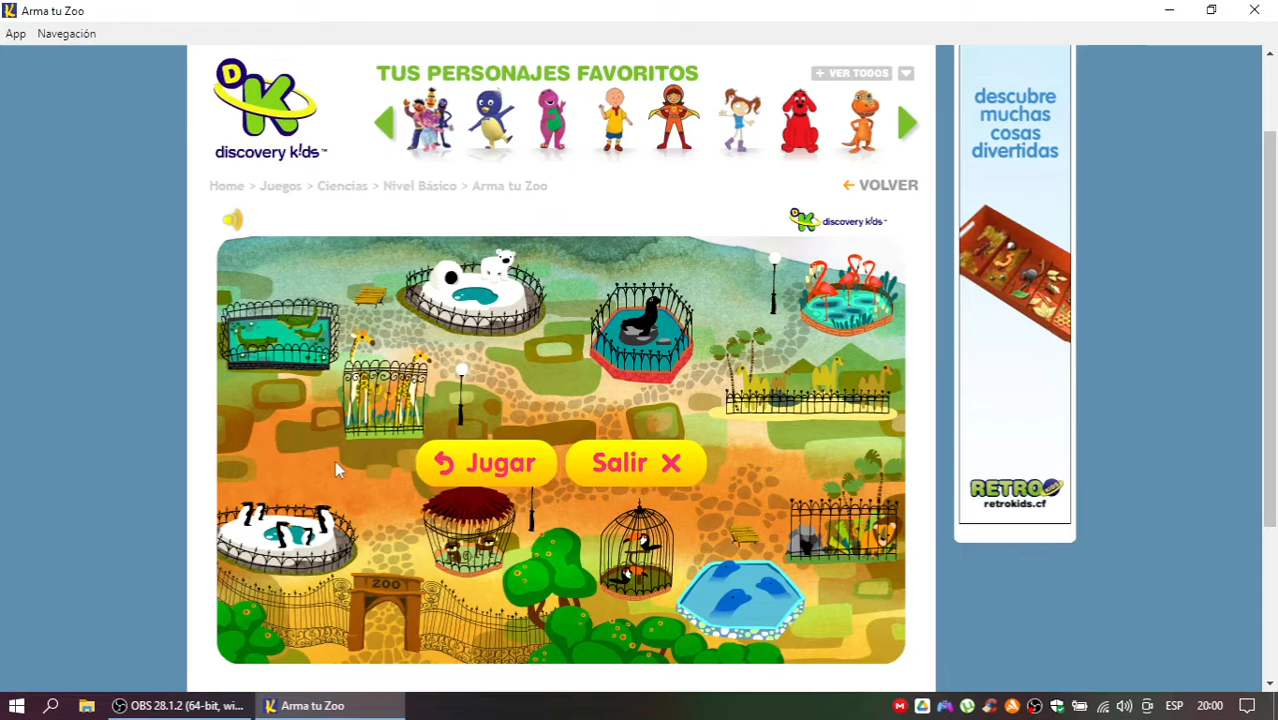 Arma tu Zoo
App Navegación
TUS PERSONAJES FAVORITOS
+ VER TODOS
D K
discovery k!ds™
Home > Juegos > Ciencias > Nivel Básico > Arma tu Zoo
← VOLVER
D K discovery k!ds™
Jugar
Salir X
ZOO
descubre
muchas
cosas
divertidas
RETRO
retrokids.cf
OBS 28.1.2 (64-bit, wi...
Arma tu Zoo
ESP
20:00